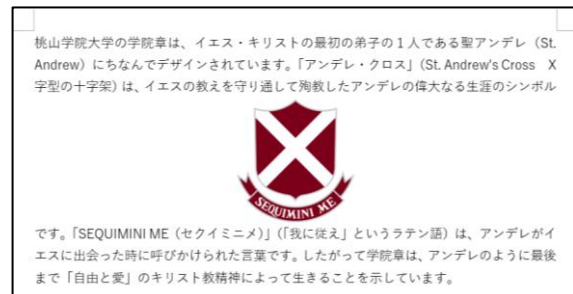 桃山学院大学の学院章は、イエス・キリストの最初の弟子の1人である聖アンデレ（St.
Andrew）にちなんでデザインされています。「アンデレ・クロス」（St. Andrew's Cross　X
字型の十字架）は、イエスの教えを守り通して殉教したアンデレの偉大なる生涯のシンボル
SEQUIMINI ME
です。「SEQUIMINI ME（セクイミニメ）」（「我に従え」というラテン語）は、アンデレがイ
エスに出会った時に呼びかけられた言葉です。したがって学院章は、アンデレのように最後
まで「自由と愛」のキリスト教精神によって生きることを示しています。